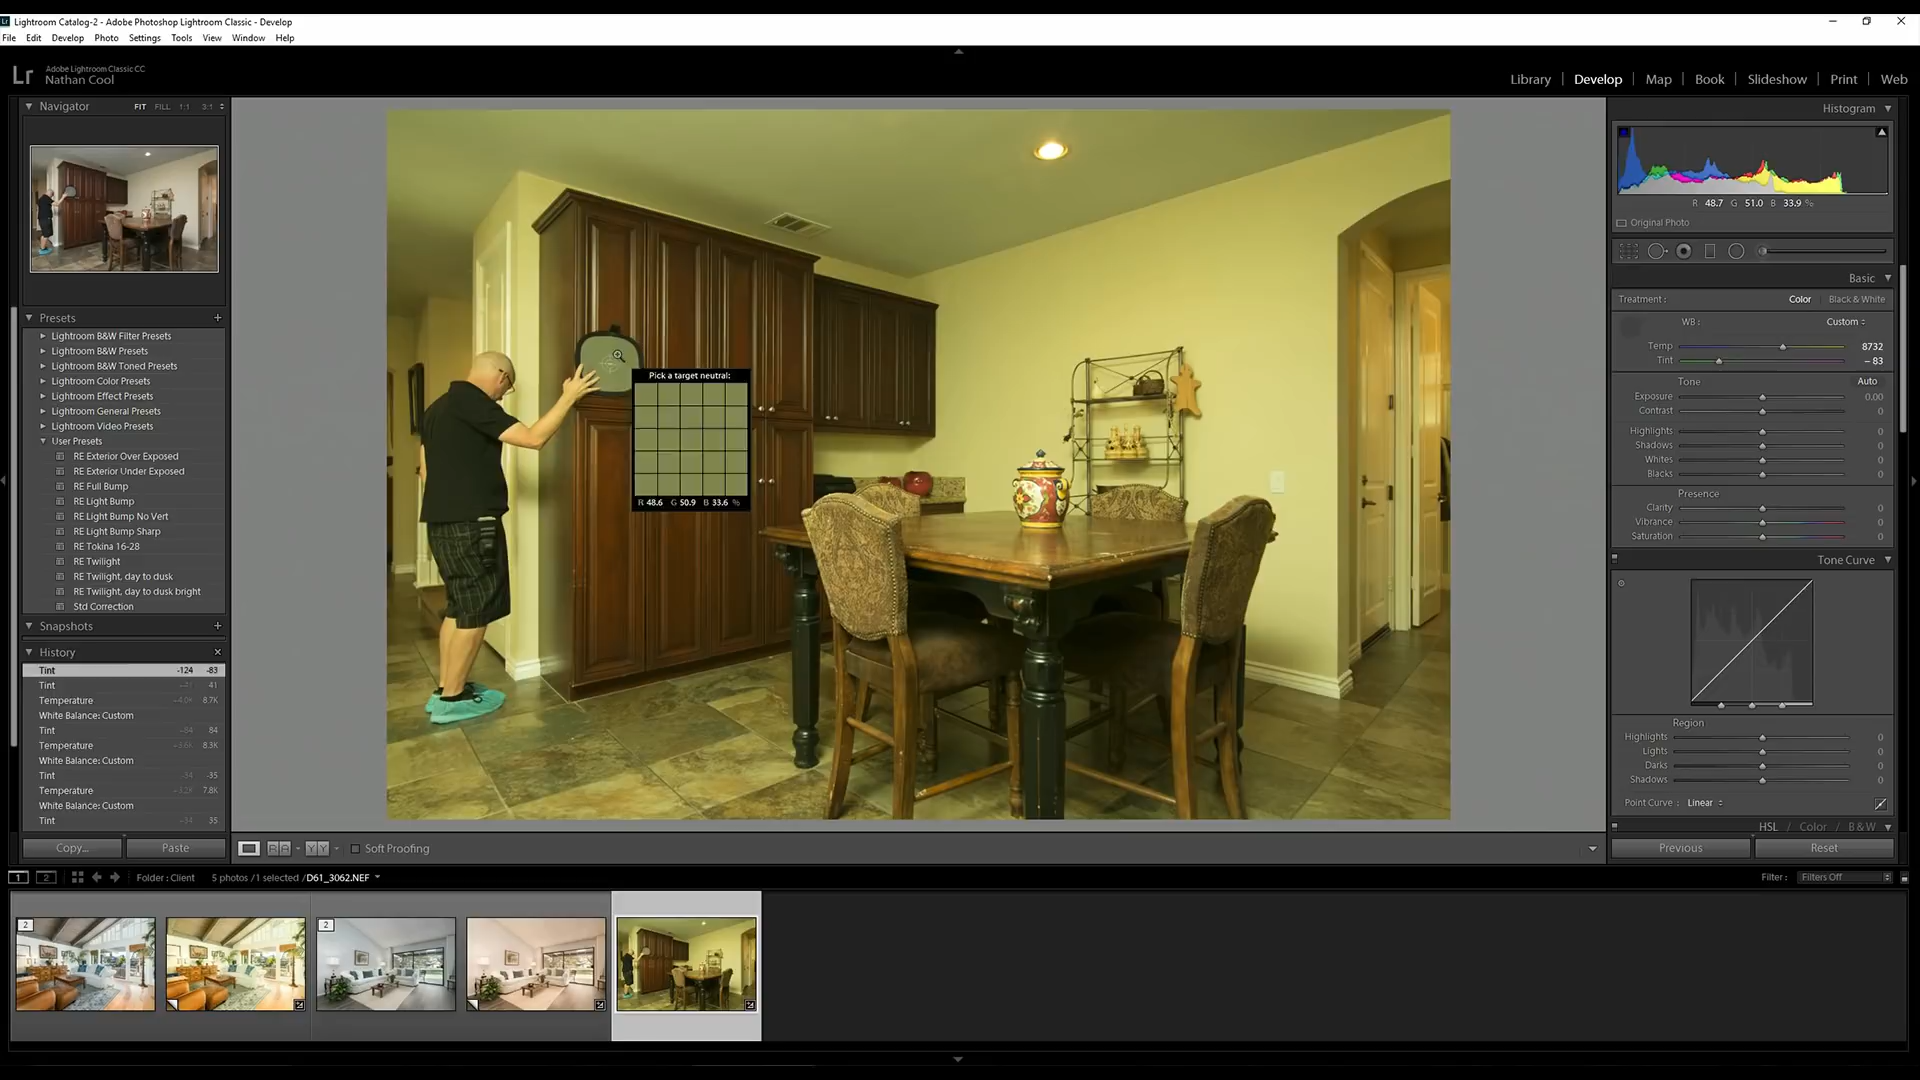 Lightroom Catalog-2 - Adobe Photoshop Lightroom Classic - Develop
File Edit Develop Photo Settings Tools View Window Help
Lr
Adobe Lightroom Classic CC
Nathan Cool
Library | Develop | Map | Book | Slideshow | Print | Web
Navigator FIT FILL 1:1 3:1
Presets +
Lightroom B&W Filter Presets
Lightroom B&W Presets
Lightroom B&W Toned Presets
Lightroom Color Presets
Lightroom Effect Presets
Lightroom General Presets
Lightroom Video Presets
User Presets
RE Exterior Over Exposed
RE Exterior Under Exposed
RE Full Bump
RE Light Bump
RE Light Bump No Vert
RE Light Bump Sharp
RE Tokina 16-28
RE Twilight
RE Twilight, day to dusk
RE Twilight, day to dusk bright
Std Correction
Snapshots +
History ×
Tint -124 -83
Tint 41
Temperature 8.7K
White Balance: Custom
Tint -84 84
Temperature 8.3K
White Balance: Custom
Tint -34 -35
Temperature 7.8K
White Balance: Custom
Tint -34 35
Copy... Paste
Pick a target neutral:
R 48.6 G 50.9 B 33.6 %
Soft Proofing
Histogram
R 48.7 G 51.0 B 33.9 %
Original Photo
Basic
Treatment : Color Black & White
WB : Custom
Temp 8732
Tint – 83
Tone Auto
Exposure 0.00
Contrast 0
Highlights 0
Shadows 0
Whites 0
Blacks 0
Presence
Clarity 0
Vibrance 0
Saturation 0
Tone Curve
Region
Highlights 0
Lights 0
Darks 0
Shadows 0
Point Curve : Linear
HSL / Color / B & W
Previous Reset
1 2 Folder : Client 5 photos /1 selected /D61_3062.NEF
Filter : Filters Off
2
2